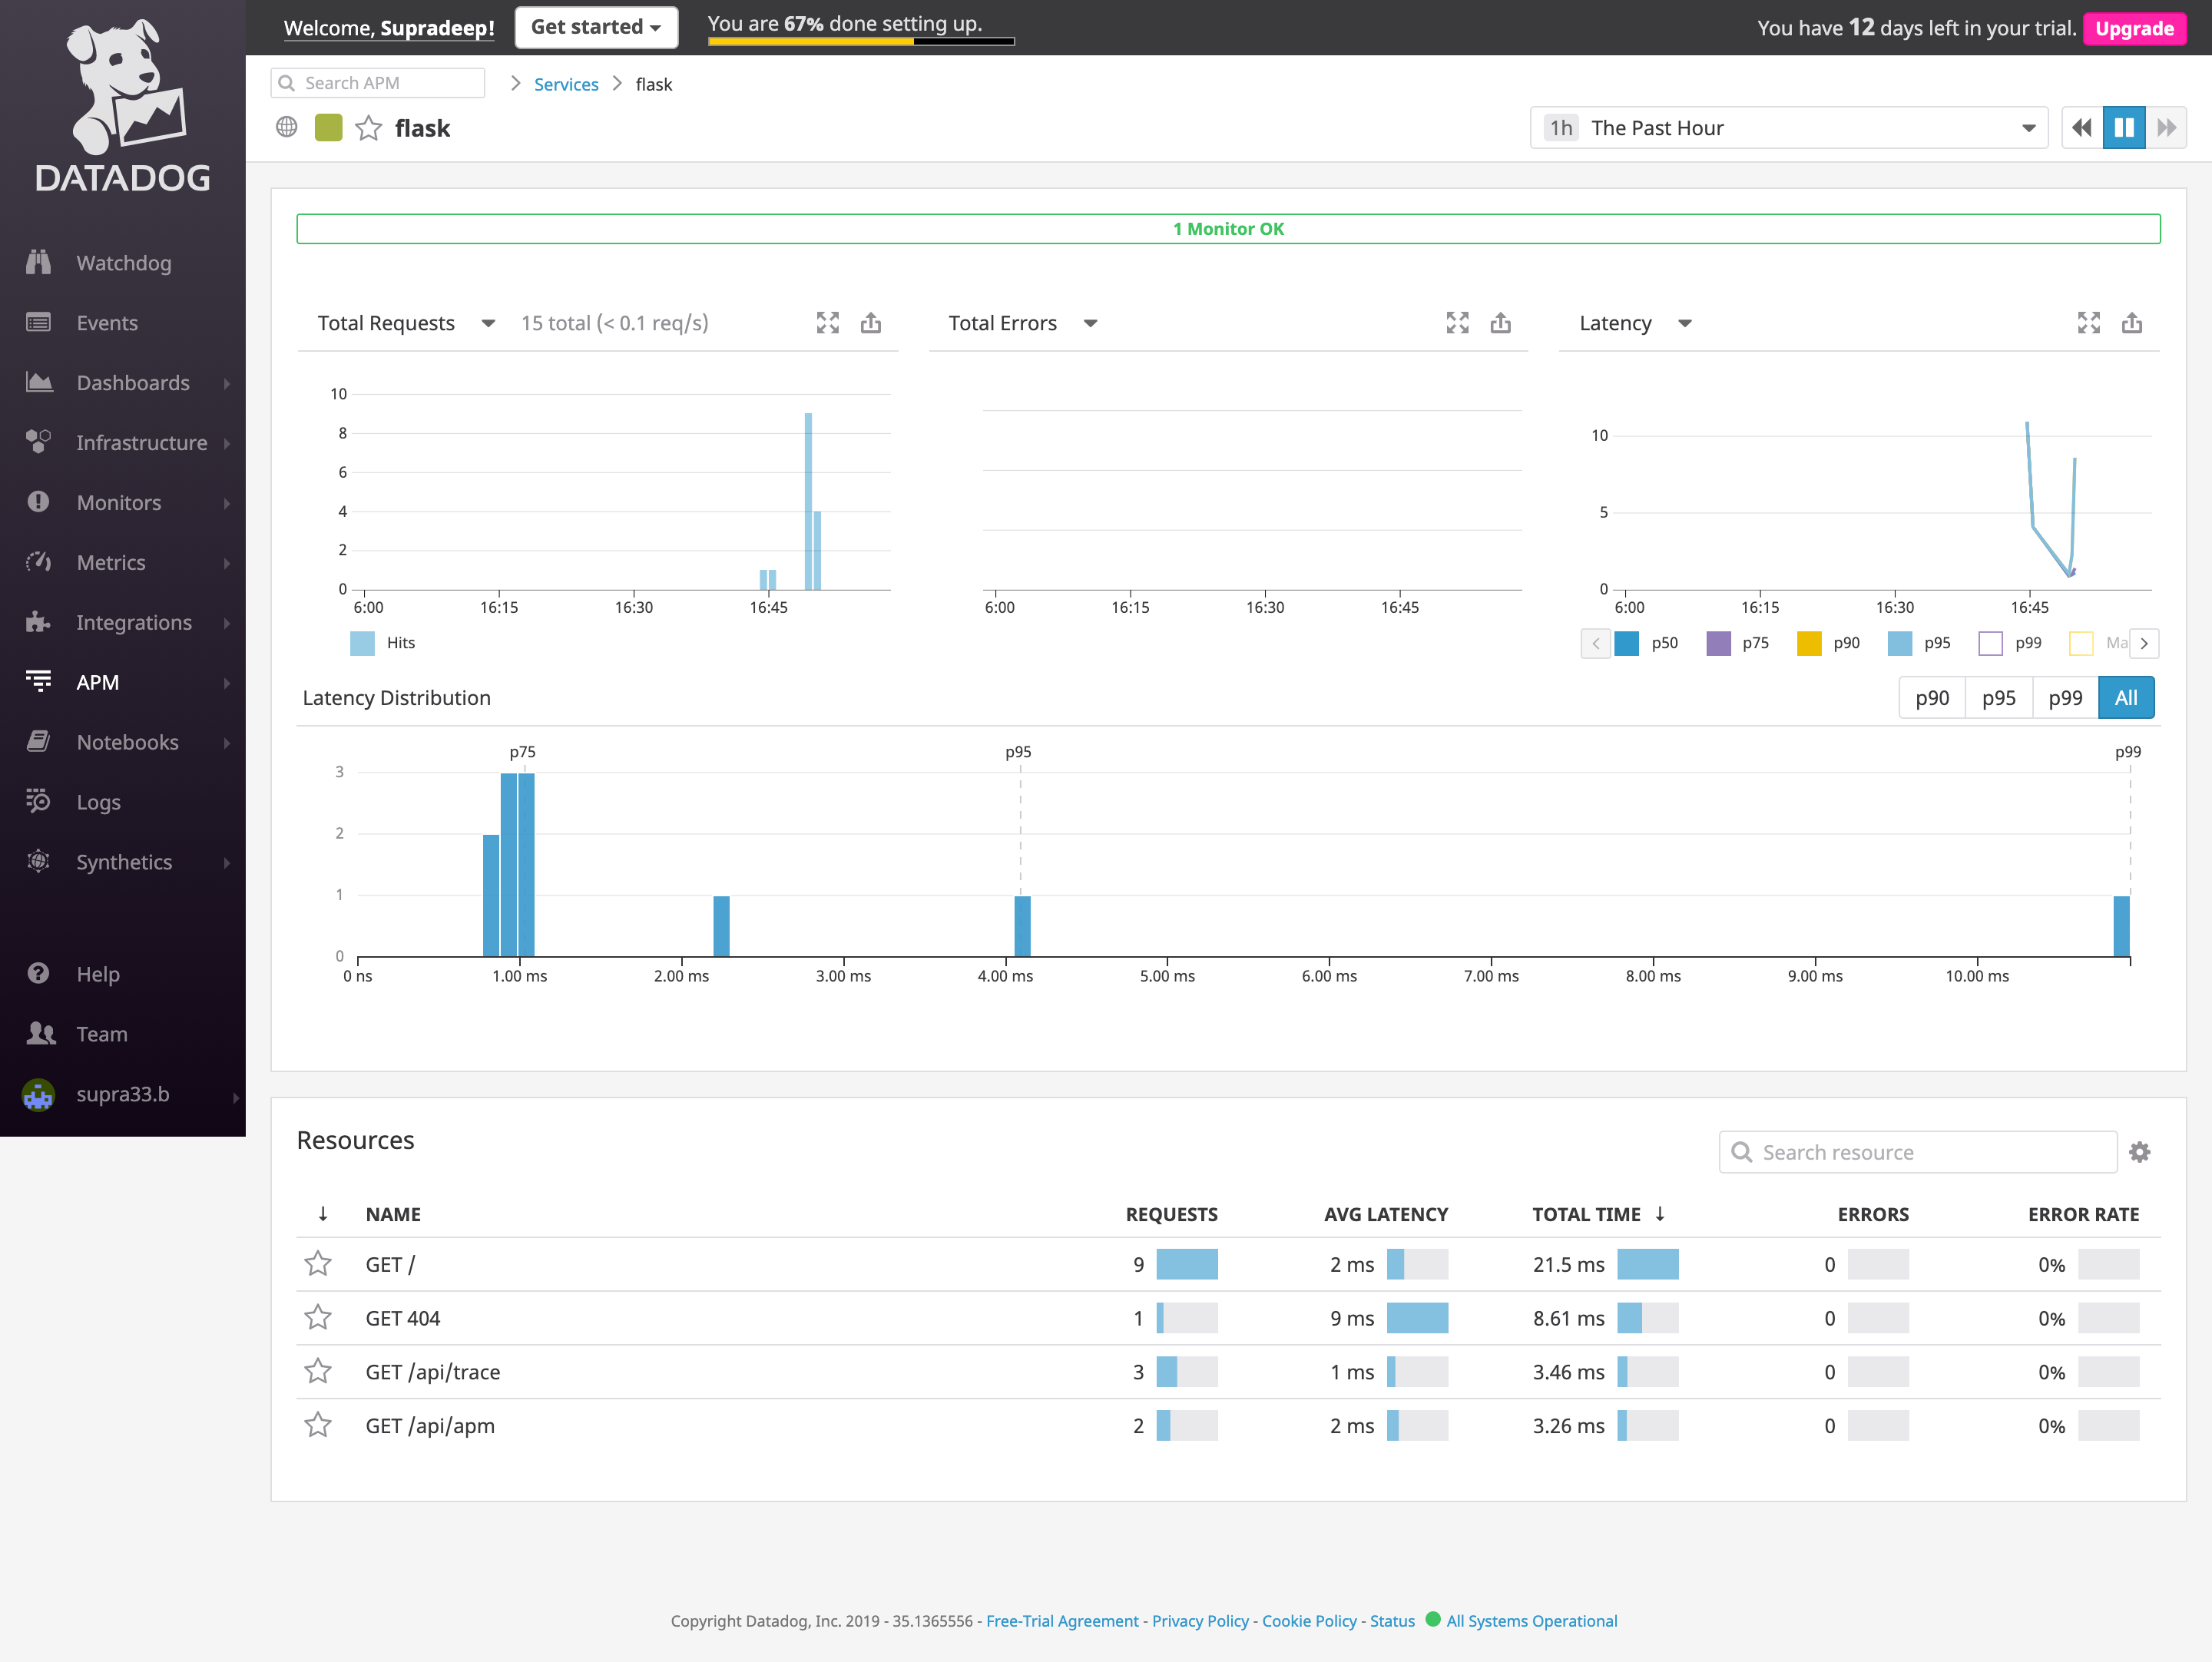 Welcome, Supradeep!
Get started
You are 67% done setting up.
You have 12 days left in your trial.
Upgrade
DATADOG
Watchdog
Events
Dashboards
Infrastructure
Monitors
Metrics
Integrations
APM
Notebooks
Logs
Synthetics
Help
Team
supra33.b
Search APM
Services
flask
flask
1h The Past Hour
1 Monitor OK
Total Requests
15 total (< 0.1 req/s)
10
8
6
4
2
0
6:00 16:15 16:30 16:45
Hits
Total Errors
6:00 16:15 16:30 16:45
Latency
10
5
0
6:00 16:15 16:30 16:45
p50 p75 p90 p95 p99 Ma
Latency Distribution
p90 p95 p99 All
p75 p95 p99
3
2
1
0
0 ns 1.00 ms 2.00 ms 3.00 ms 4.00 ms 5.00 ms 6.00 ms 7.00 ms 8.00 ms 9.00 ms 10.00 ms
Resources
Search resource
↓ NAME REQUESTS AVG LATENCY TOTAL TIME ↓ ERRORS ERROR RATE
GET / 9 2 ms 21.5 ms 0 0%
GET 404 1 9 ms 8.61 ms 0 0%
GET /api/trace 3 1 ms 3.46 ms 0 0%
GET /api/apm 2 2 ms 3.26 ms 0 0%
Copyright Datadog, Inc. 2019 - 35.1365556 - Free-Trial Agreement - Privacy Policy - Cookie Policy - Status All Systems Operational